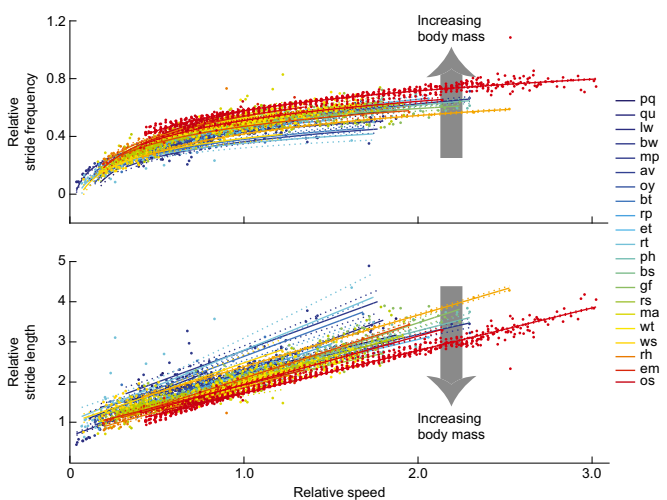 Increasing
body mass
1.2
0.8
0.4
0
Relative
stride frequency
5
4
3
2
1
Relative
stride length
Increasing
body mass
0
1.0
2.0
3.0
Relative speed
pq
qu
lw
bw
mp
av
oy
bt
rp
et
rt
ph
bs
gf
rs
ma
wt
ws
rh
em
os